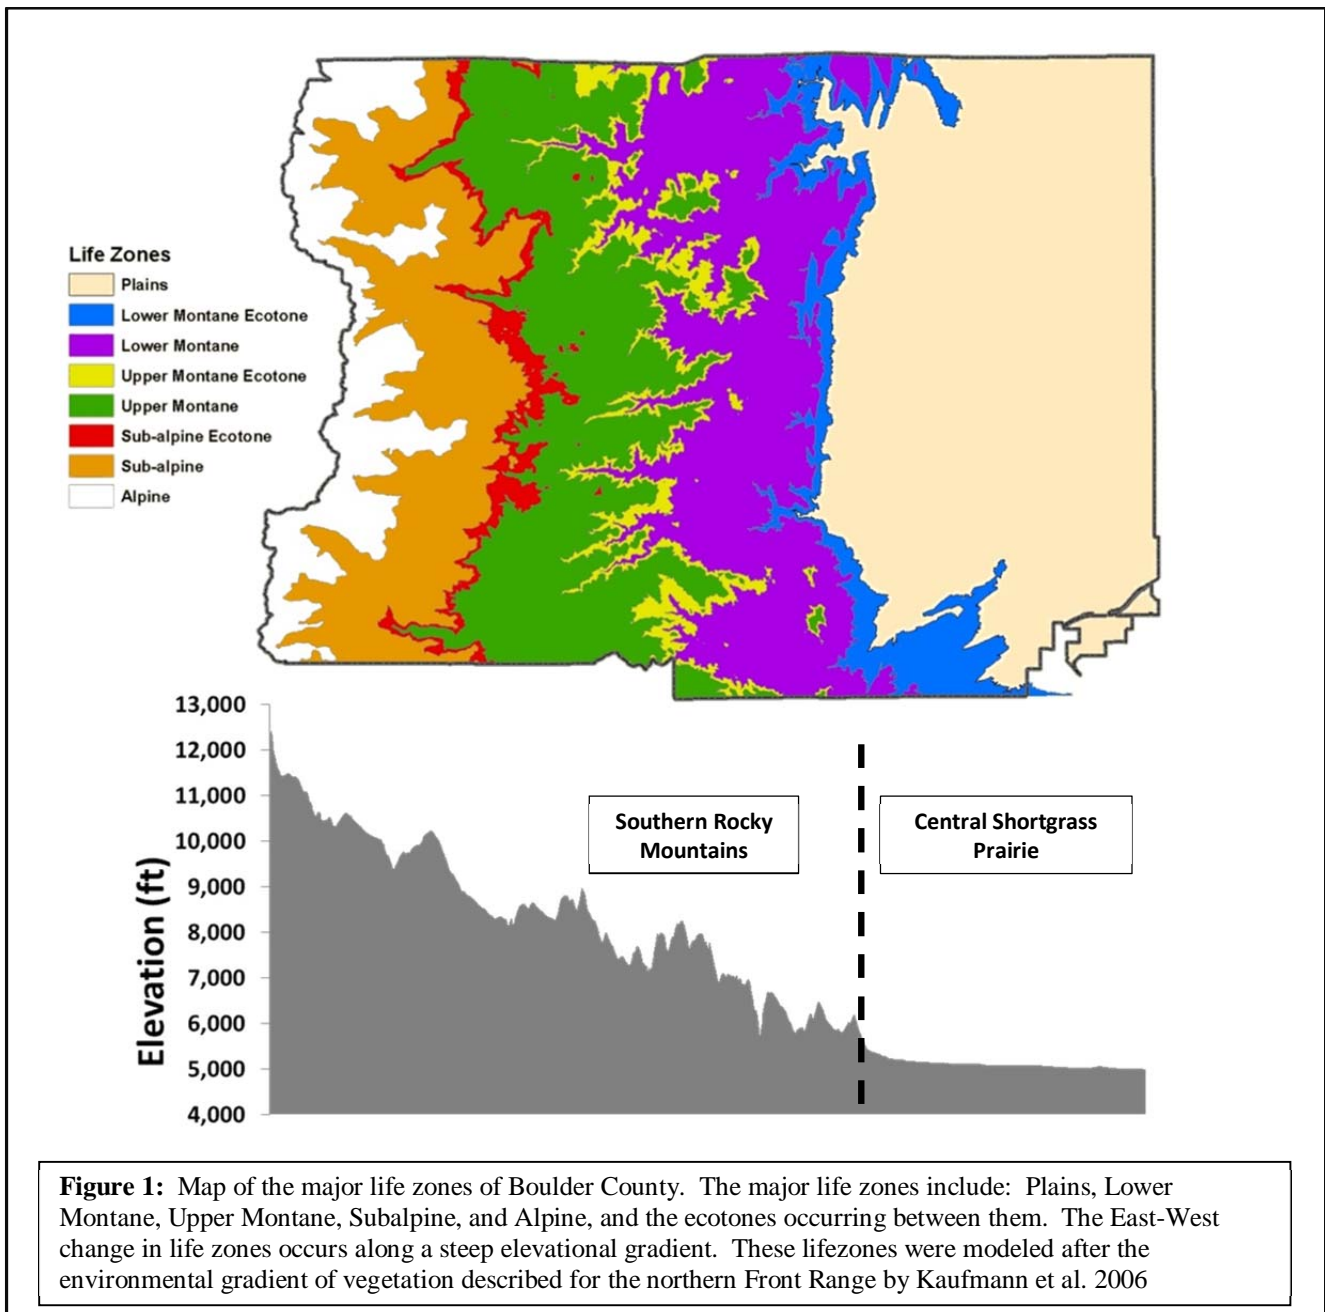 Life Zones
Plains
Lower Montane Ecotone
Lower Montane
Upper Montane Ecotone
Upper Montane
Sub-alpine Ecotone
Sub-alpine
Alpine
13,000
12,000
11,000
10,000
9,000
8,000
7,000
6,000
5,000
4,000
Elevation (ft)
Southern Rocky
Mountains
Central Shortgrass
Prairie
Figure 1:  Map of the major life zones of Boulder County.  The major life zones include:  Plains, Lower
Montane, Upper Montane, Subalpine, and Alpine, and the ecotones occurring between them.  The East-West
change in life zones occurs along a steep elevational gradient.  These lifezones were modeled after the
environmental gradient of vegetation described for the northern Front Range by Kaufmann et al. 2006